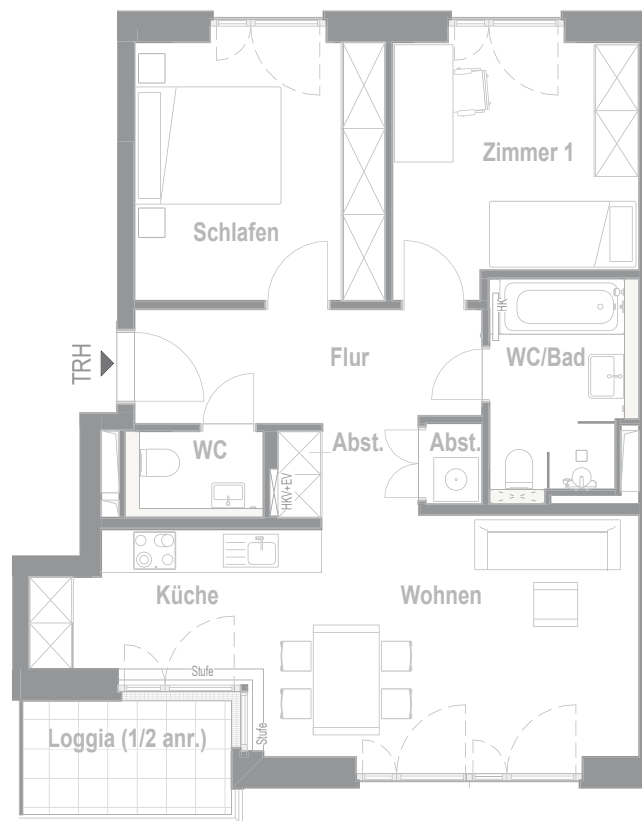 Zimmer 1
Schlafen
HK
TRH
Flur
WC/Bad
WC
Abst.
Abst.
HKV+EV
Küche
Wohnen
Stufe
Stufe
Loggia (1/2 anr.)